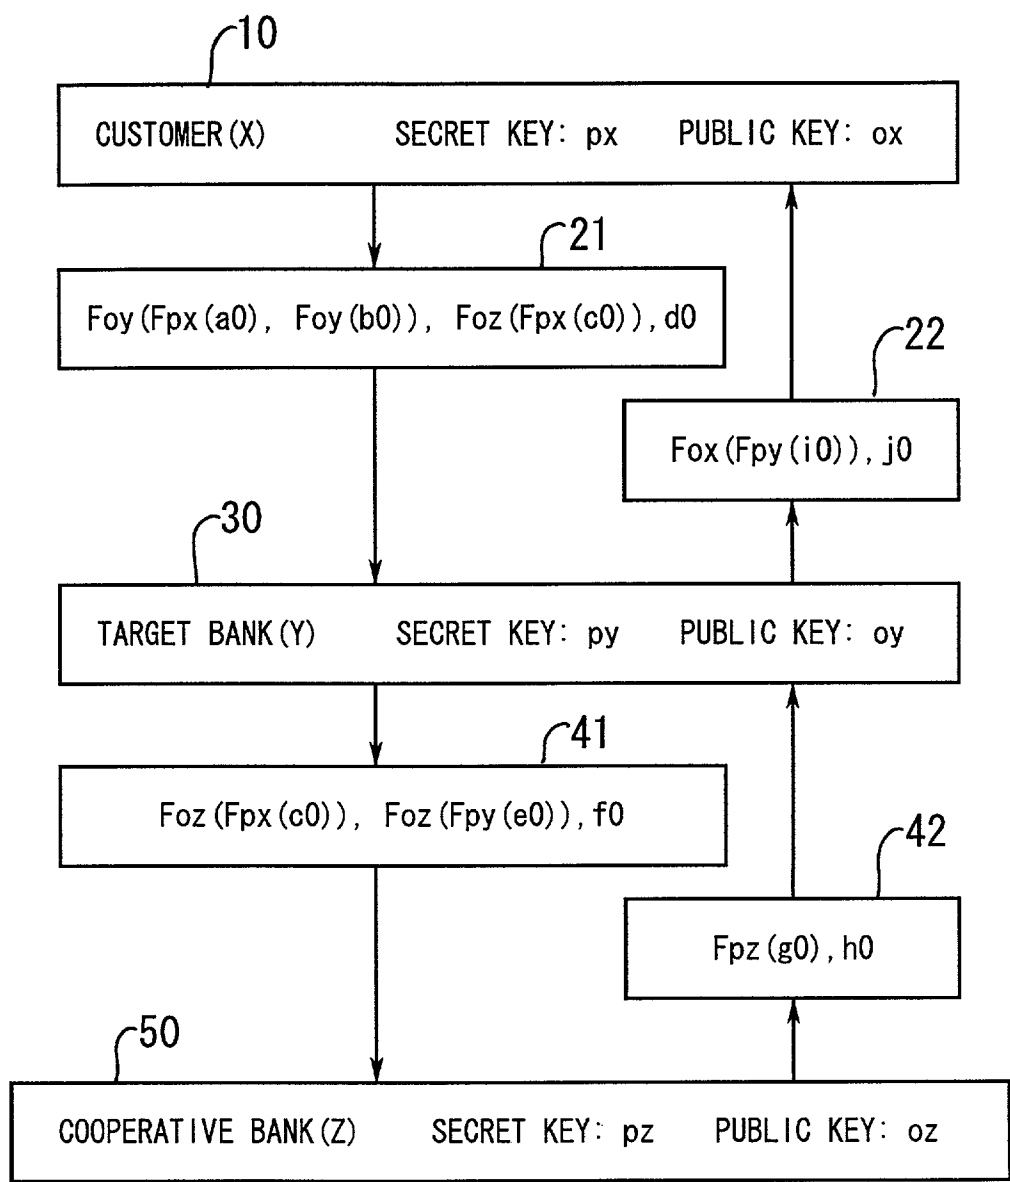 10
CUSTOMER(X) SECRET KEY: px PUBLIC KEY: ox
21
Foy(Fpx(a0), Foy(b0)), Foz(Fpx(c0)),d0
22
Fox(Fpy(i0)),j0
30
TARGET BANK(Y) SECRET KEY: py PUBLIC KEY: oy
41
Foz(Fpx(c0)), Foz(Fpy(e0)),f0
42
Fpz(g0),h0
50
COOPERATIVE BANK(Z) SECRET KEY: pz PUBLIC KEY: oz